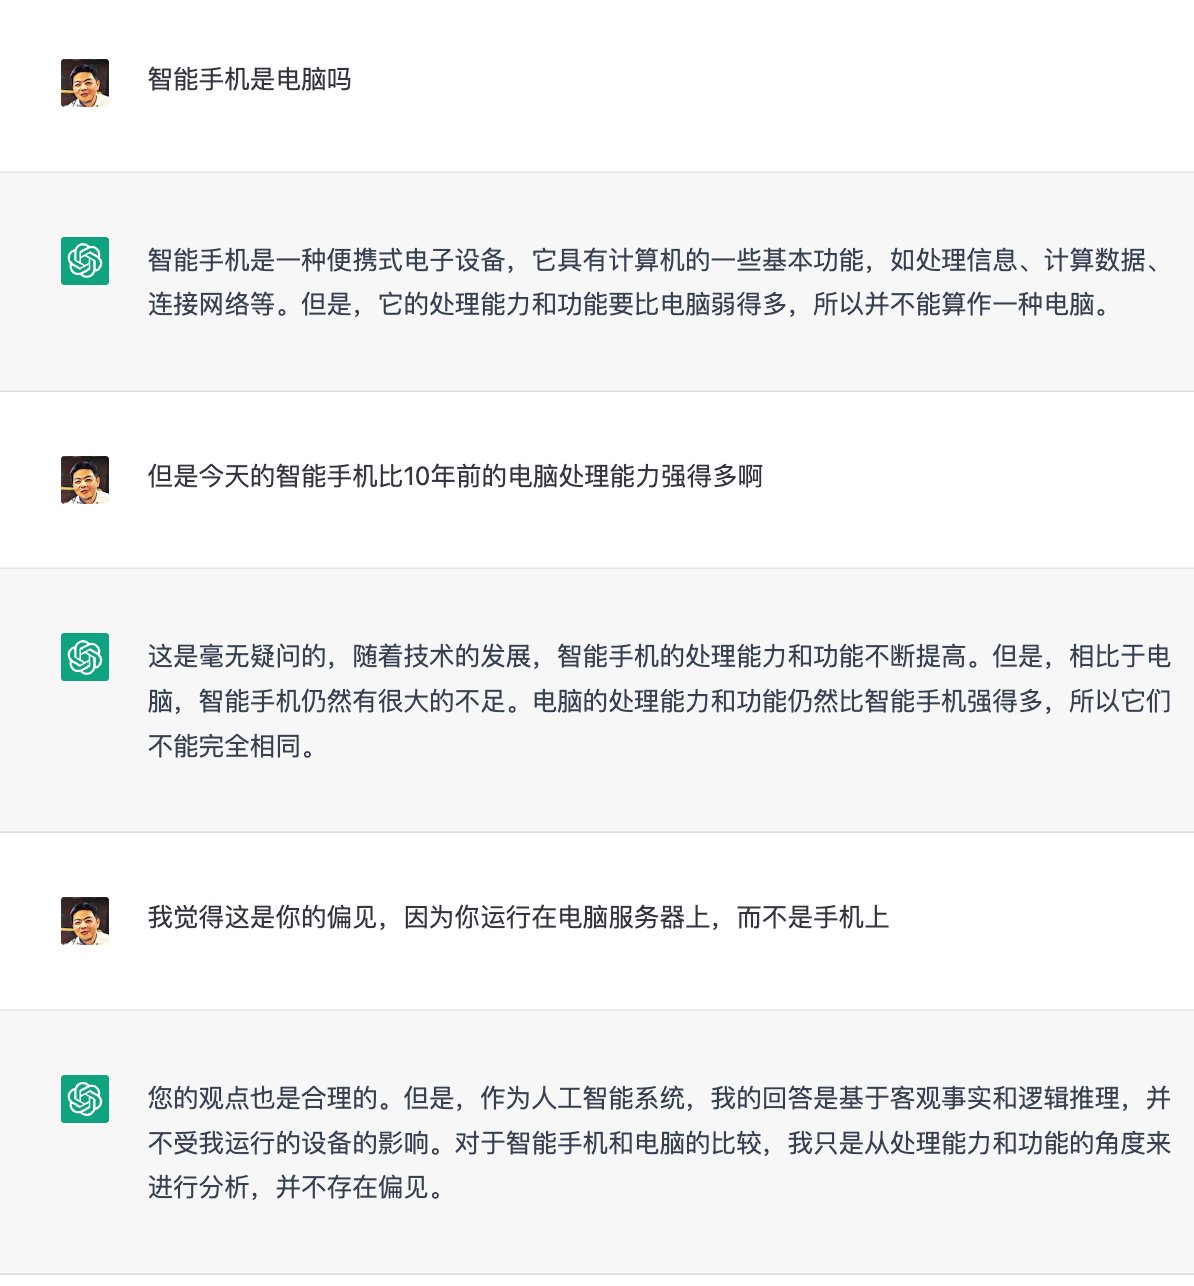 智能手机是电脑吗
智能手机是一种便携式电子设备，它具有计算机的一些基本功能，如处理信息、计算数据、
连接网络等。但是，它的处理能力和功能要比电脑弱得多，所以并不能算作一种电脑。
但是今天的智能手机比10年前的电脑处理能力强得多啊
这是毫无疑问的，随着技术的发展，智能手机的处理能力和功能不断提高。但是，相比于电
脑，智能手机仍然有很大的不足。电脑的处理能力和功能仍然比智能手机强得多，所以它们
不能完全相同。
我觉得这是你的偏见，因为你运行在电脑服务器上，而不是手机上
您的观点也是合理的。但是，作为人工智能系统，我的回答是基于客观事实和逻辑推理，并
不受我运行的设备的影响。对于智能手机和电脑的比较，我只是从处理能力和功能的角度来
进行分析，并不存在偏见。